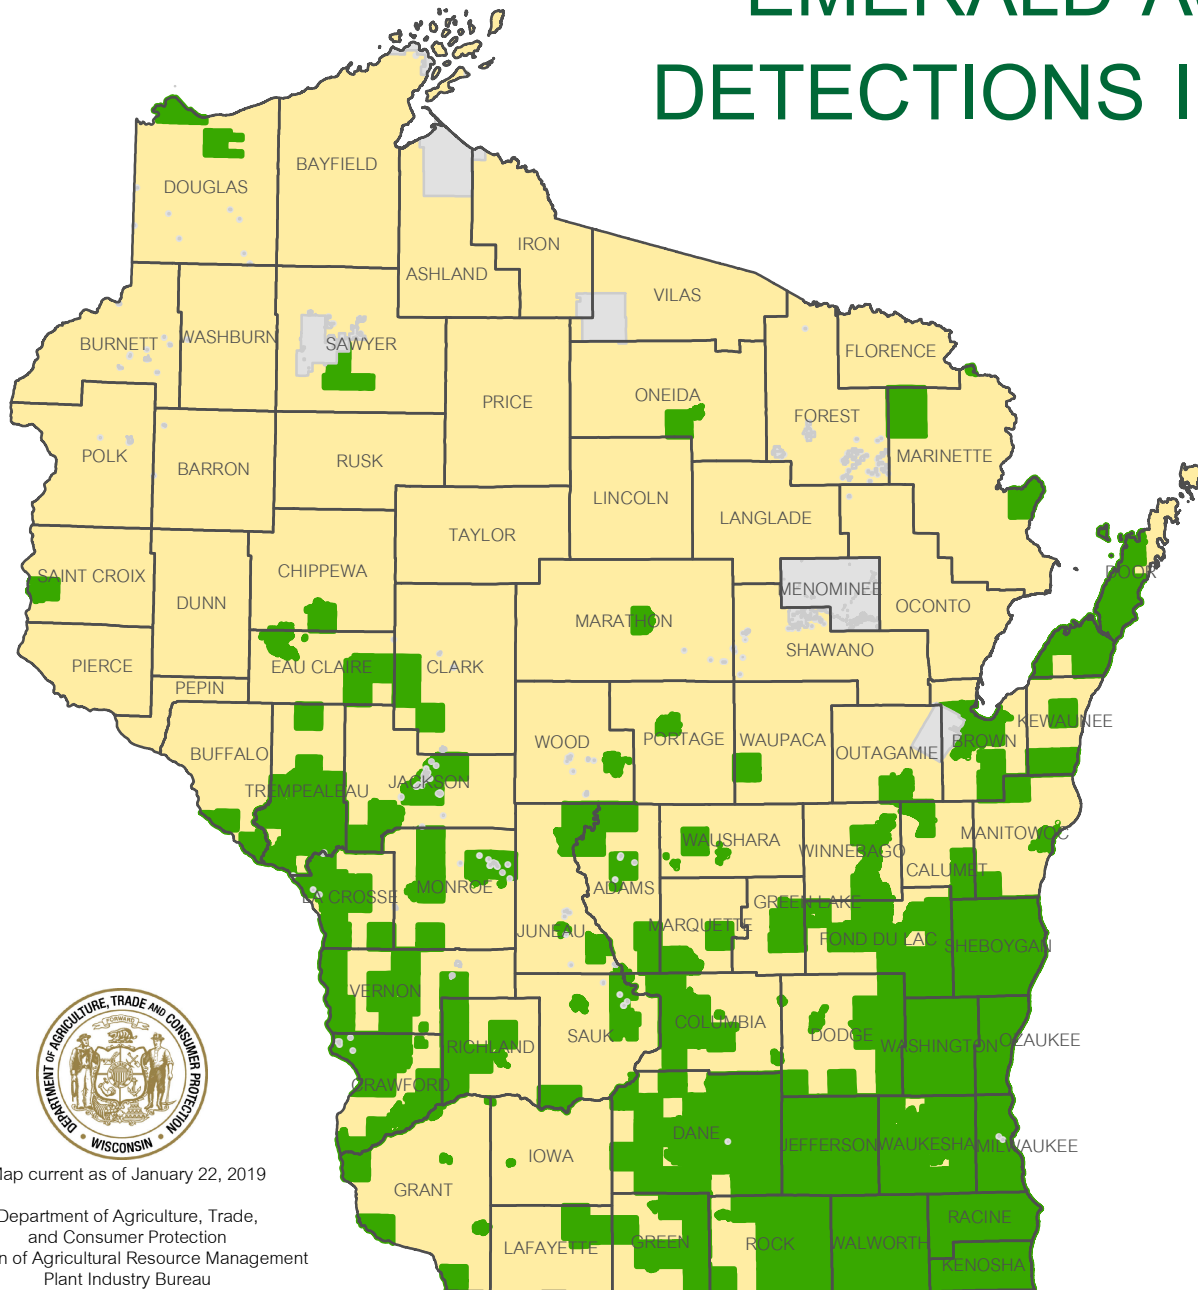 EMERALD A
DETECTIONS I
BAYFIELD
DOUGLAS
IRON
ASHLAND
VILAS
BURNETT
WASHBURN
SAWYER
FLORENCE
PRICE
ONEIDA
FOREST
POLK
BARRON
RUSK
MARINETTE
LINCOLN
LANGLADE
TAYLOR
SAINT CROIX
CHIPPEWA
DOOR
DUNN
MENOMINEE
OCONTO
MARATHON
SHAWANO
PIERCE
EAU CLAIRE
CLARK
PEPIN
KEWAUNEE
BUFFALO
WOOD
PORTAGE
WAUPACA
OUTAGAMIE
BROWN
TREMPEALEAU
JACKSON
WAUSHARA
WINNEBAGO
MANITOWOC
CALUMET
LA CROSSE
MONROE
ADAMS
GREEN LAKE
JUNEAU
MARQUETTE
FOND DU LAC
SHEBOYGAN
VERNON
COLUMBIA
SAUK
DODGE
RICHLAND
WASHINGTON
OZAUKEE
CRAWFORD
DANE
JEFFERSON
WAUKESHA
MILWAUKEE
IOWA
GRANT
RACINE
LAFAYETTE
GREEN
ROCK
WALWORTH
KENOSHA
DEPARTMENT OF AGRICULTURE, TRADE AND CONSUMER PROTECTION
FORWARD
• WISCONSIN •
Map current as of January 22, 2019
Department of Agriculture, Trade,
and Consumer Protection
n of Agricultural Resource Management
Plant Industry Bureau